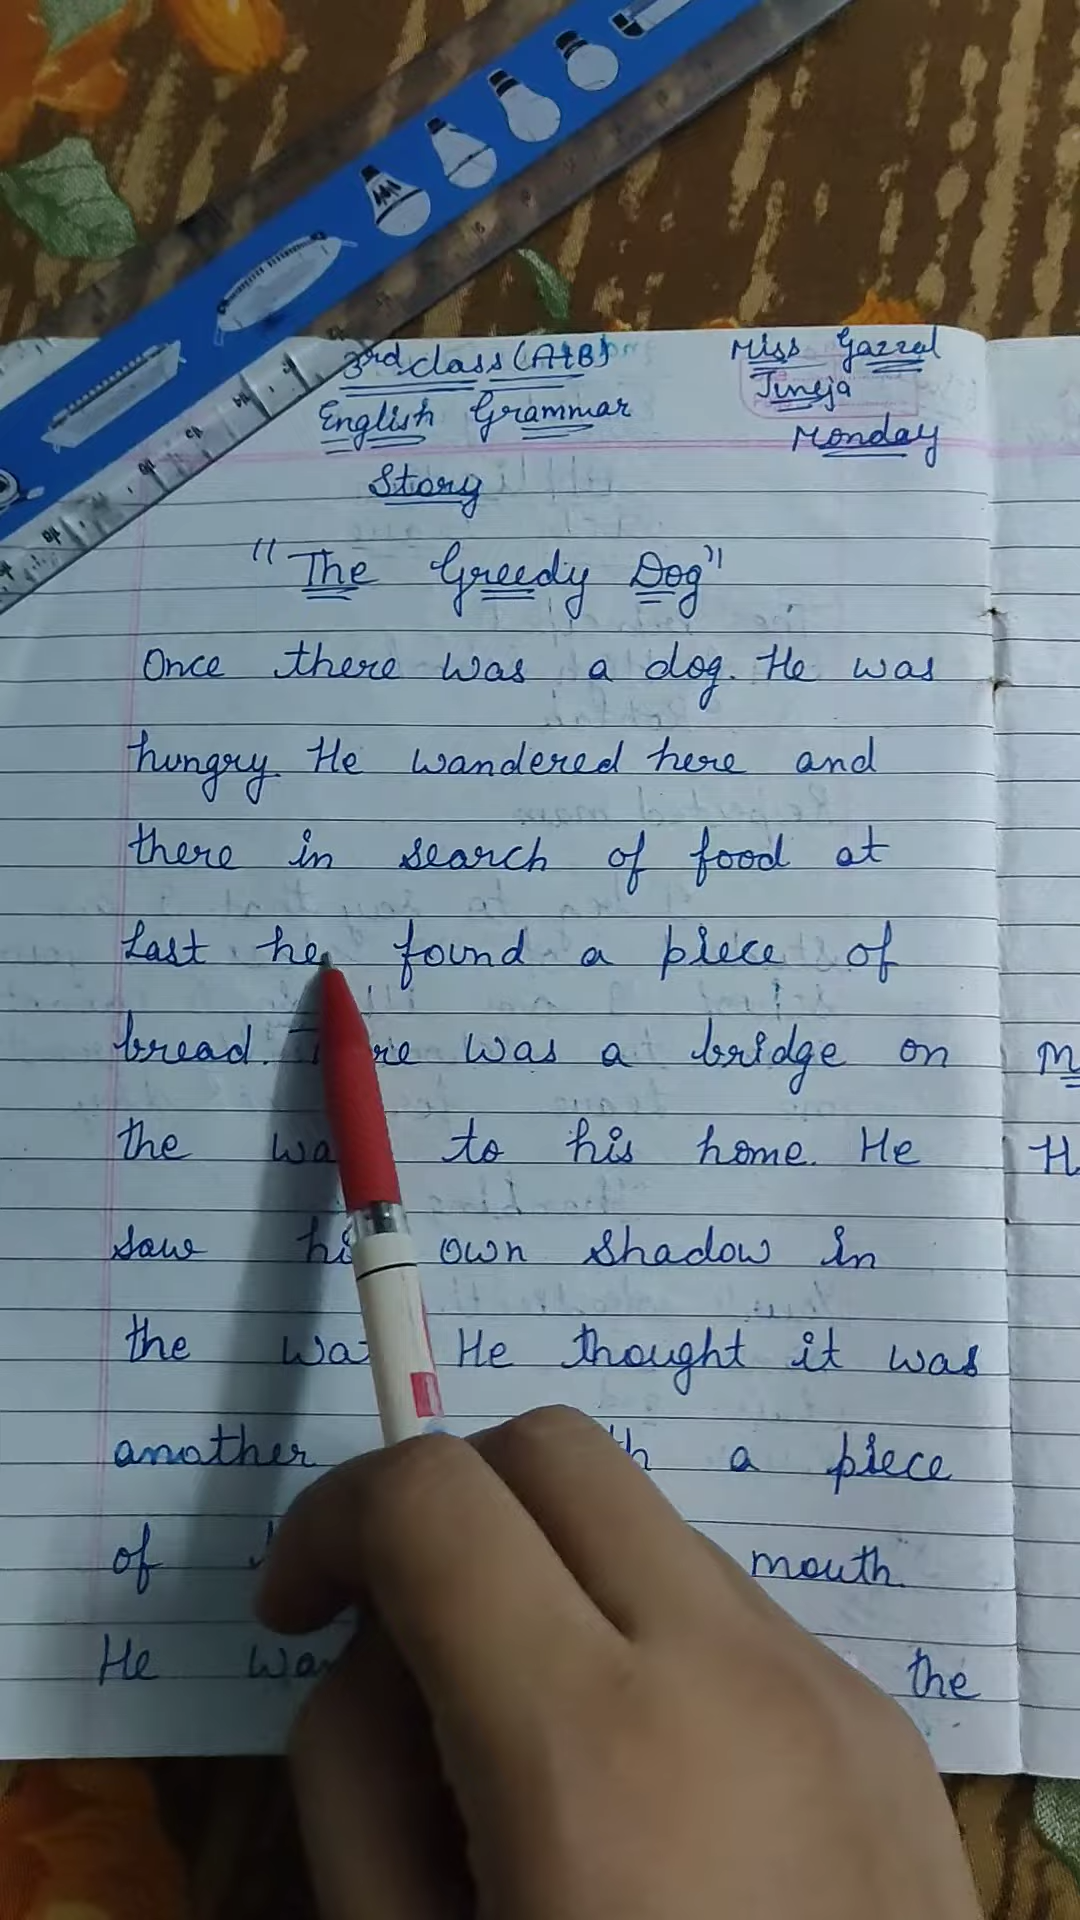 3rd class (A+B)
Miss Gazzal
Juneja
English Grammar
Monday
Story
"The Greedy Dog"
Once there was a dog. He was
hungry. He wandered here and
there in search of food at
Last he found a piece of
bread. was a bridge on
the to his home. He
saw own shadow in
the He thought it was
another a piece
of mouth.
He the